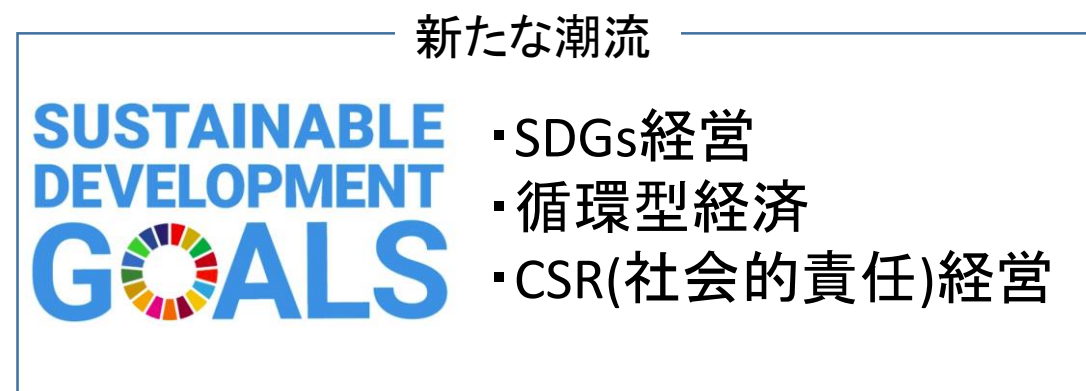 新たな潮流
SUSTAINABLE
DEVELOPMENT
GOALS
・SDGs経営
・循環型経済
・CSR(社会的責任)経営